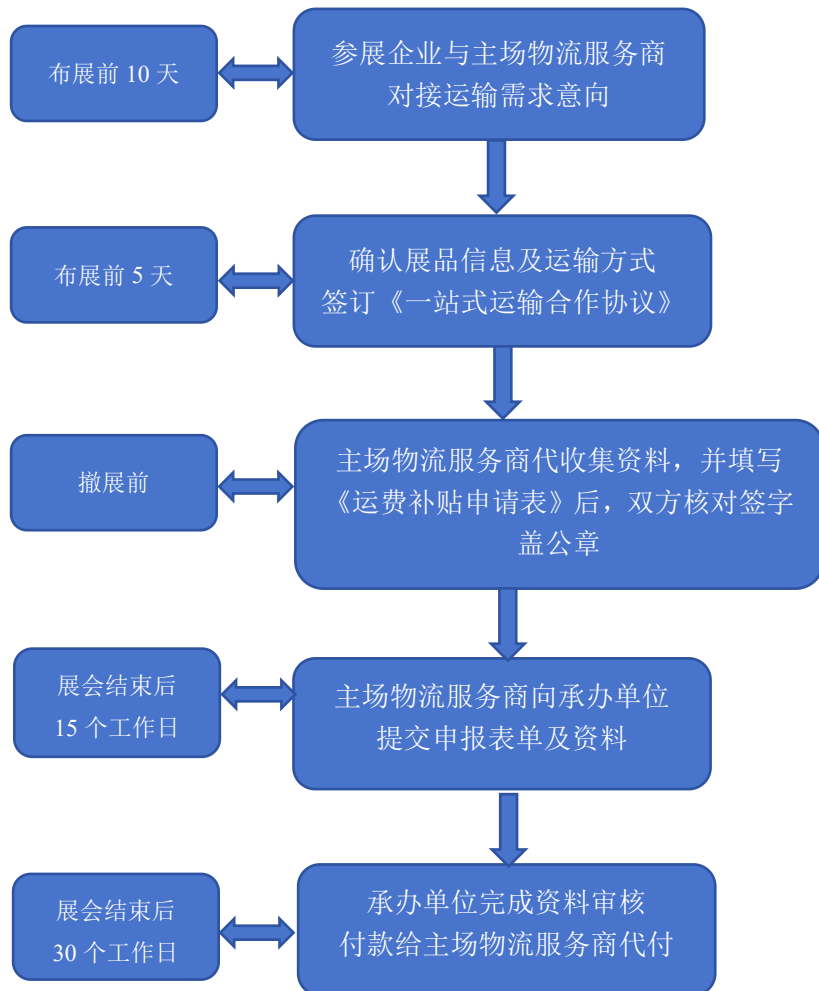 布展前 10 天
参展企业与主场物流服务商
对接运输需求意向
布展前 5 天
确认展品信息及运输方式
签订《一站式运输合作协议》
撤展前
主场物流服务商代收集资料，并填写
《运费补贴申请表》后，双方核对签字
盖公章
展会结束后
15 个工作日
主场物流服务商向承办单位
提交申报表单及资料
展会结束后
30 个工作日
承办单位完成资料审核
付款给主场物流服务商代付